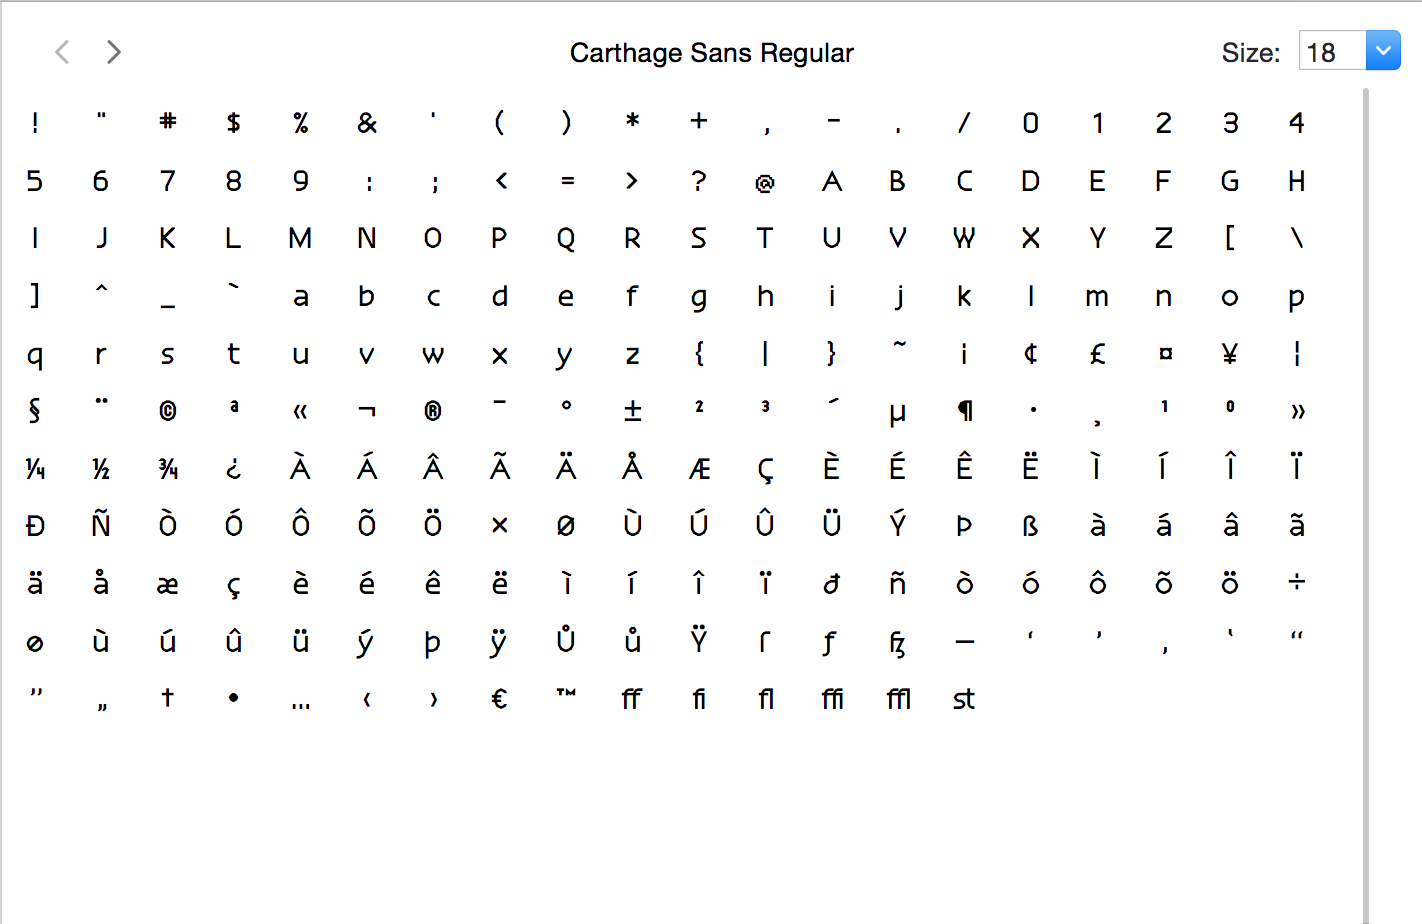 Carthage Sans Regular Size: 18
! " # $ % & ' ( ) * + , - . / 0 1 2 3 4
5 6 7 8 9 : ; < = > ? @ A B C D E F G H
I J K L M N O P Q R S T U V W X Y Z [ \
] ^ _ ` a b c d e f g h i j k l m n o p
q r s t u v w x y z { | } ~ ¡ ¢ £ ¤ ¥ ¦
§ ¨ © ª « ¬ ® ¯ ° ± ² ³ ´ µ ¶ · ¸ ¹ º »
¼ ½ ¾ ¿ À Á Â Ã Ä Å Æ Ç È É Ê Ë Ì Í Î Ï
Ð Ñ Ò Ó Ô Õ Ö × Ø Ù Ú Û Ü Ý Þ ß à á â ã
ä å æ ç è é ê ë ì í î ï ð ñ ò ó ô õ ö ÷
ø ù ú û ü ý þ ÿ Ů ů Ÿ ſ ƒ ꜩ — ‘ ’ ‚ ‛ “
” „ † • … ‹ › € ™ ff fi fl ffi ffl st